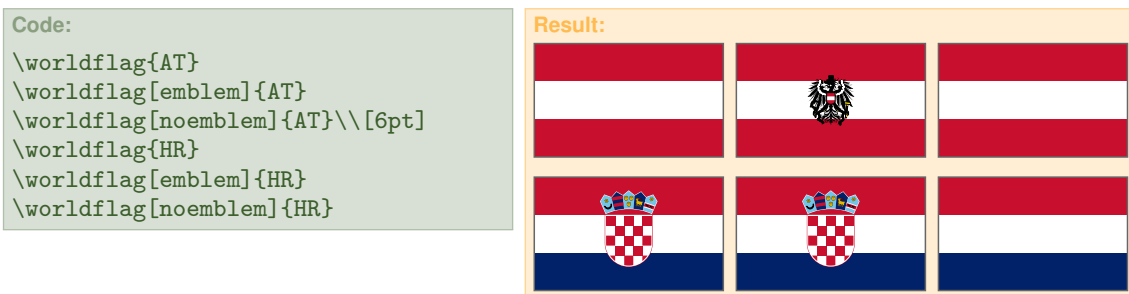 Code:
\worldflag{AT}
\worldflag[emblem]{AT}
\worldflag[noemblem]{AT}\\[6pt]
\worldflag{HR}
\worldflag[emblem]{HR}
\worldflag[noemblem]{HR}
Result: